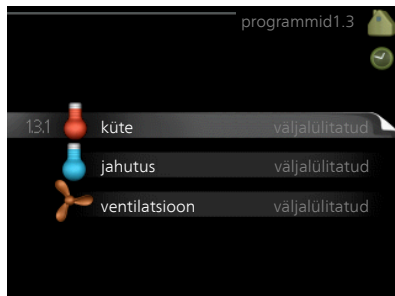 programmid1.3
1.3.1 küte väljalülitatud
jahutus väljalülitatud
ventilatsioon väljalülitatud